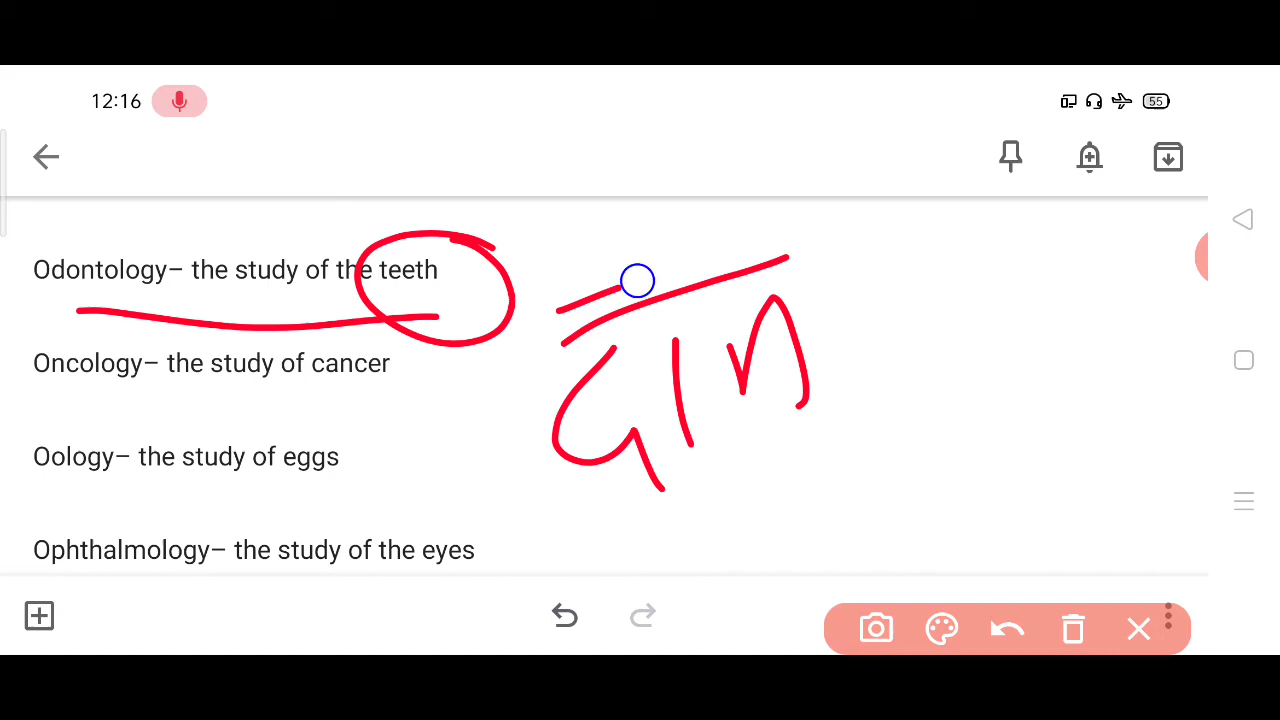 12:16
55
Odontology– the study of the teeth
Oncology– the study of cancer
Oology– the study of eggs
Ophthalmology– the study of the eyes